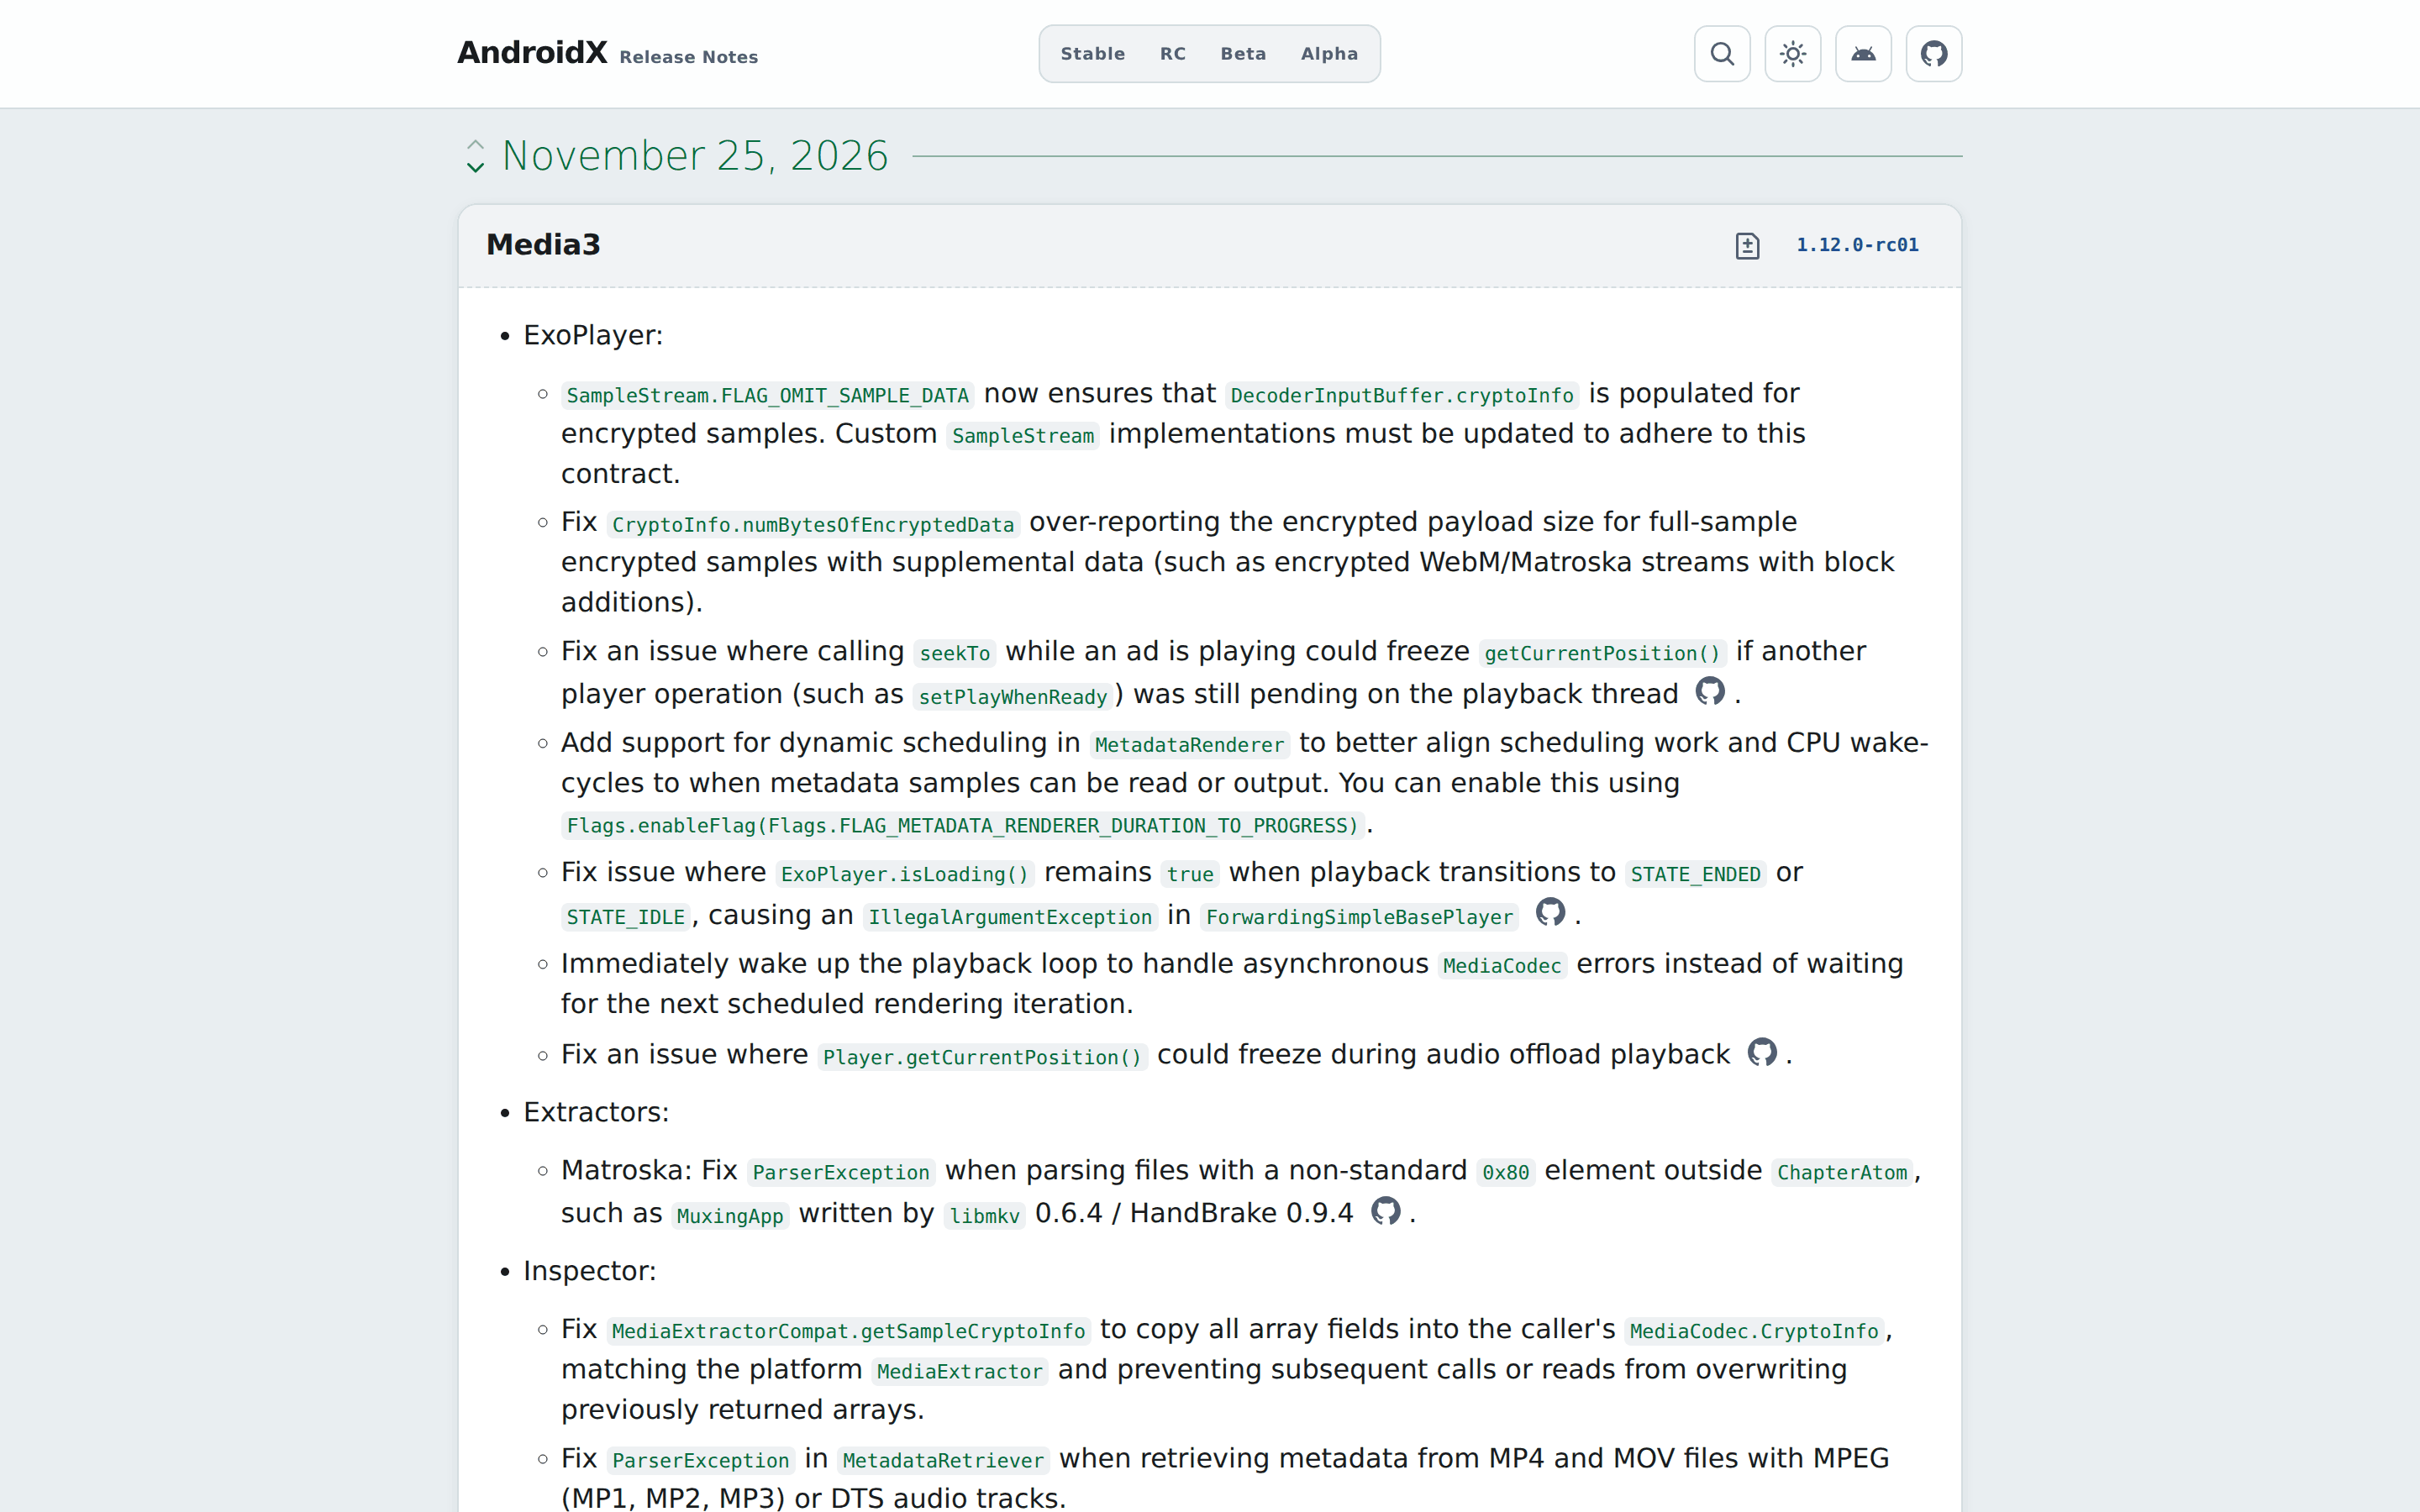 AndroidX Release Notes
Stable RC Beta Alpha
November 25, 2026
Media3
1.12.0-rc01
• ExoPlayer:
◦ SampleStream.FLAG_OMIT_SAMPLE_DATA now ensures that DecoderInputBuffer.cryptoInfo is populated for
encrypted samples. Custom SampleStream implementations must be updated to adhere to this
contract.
◦ Fix CryptoInfo.numBytesOfEncryptedData over-reporting the encrypted payload size for full-sample
encrypted samples with supplemental data (such as encrypted WebM/Matroska streams with block
additions).
◦ Fix an issue where calling seekTo while an ad is playing could freeze getCurrentPosition() if another
player operation (such as setPlayWhenReady) was still pending on the playback thread .
◦ Add support for dynamic scheduling in MetadataRenderer to better align scheduling work and CPU wake-
cycles to when metadata samples can be read or output. You can enable this using
Flags.enableFlag(Flags.FLAG_METADATA_RENDERER_DURATION_TO_PROGRESS).
◦ Fix issue where ExoPlayer.isLoading() remains true when playback transitions to STATE_ENDED or
STATE_IDLE, causing an IllegalArgumentException in ForwardingSimpleBasePlayer .
◦ Immediately wake up the playback loop to handle asynchronous MediaCodec errors instead of waiting
for the next scheduled rendering iteration.
◦ Fix an issue where Player.getCurrentPosition() could freeze during audio offload playback .
• Extractors:
◦ Matroska: Fix ParserException when parsing files with a non-standard 0x80 element outside ChapterAtom,
such as MuxingApp written by libmkv 0.6.4 / HandBrake 0.9.4 .
• Inspector:
◦ Fix MediaExtractorCompat.getSampleCryptoInfo to copy all array fields into the caller's MediaCodec.CryptoInfo,
matching the platform MediaExtractor and preventing subsequent calls or reads from overwriting
previously returned arrays.
◦ Fix ParserException in MetadataRetriever when retrieving metadata from MP4 and MOV files with MPEG
(MP1, MP2, MP3) or DTS audio tracks.